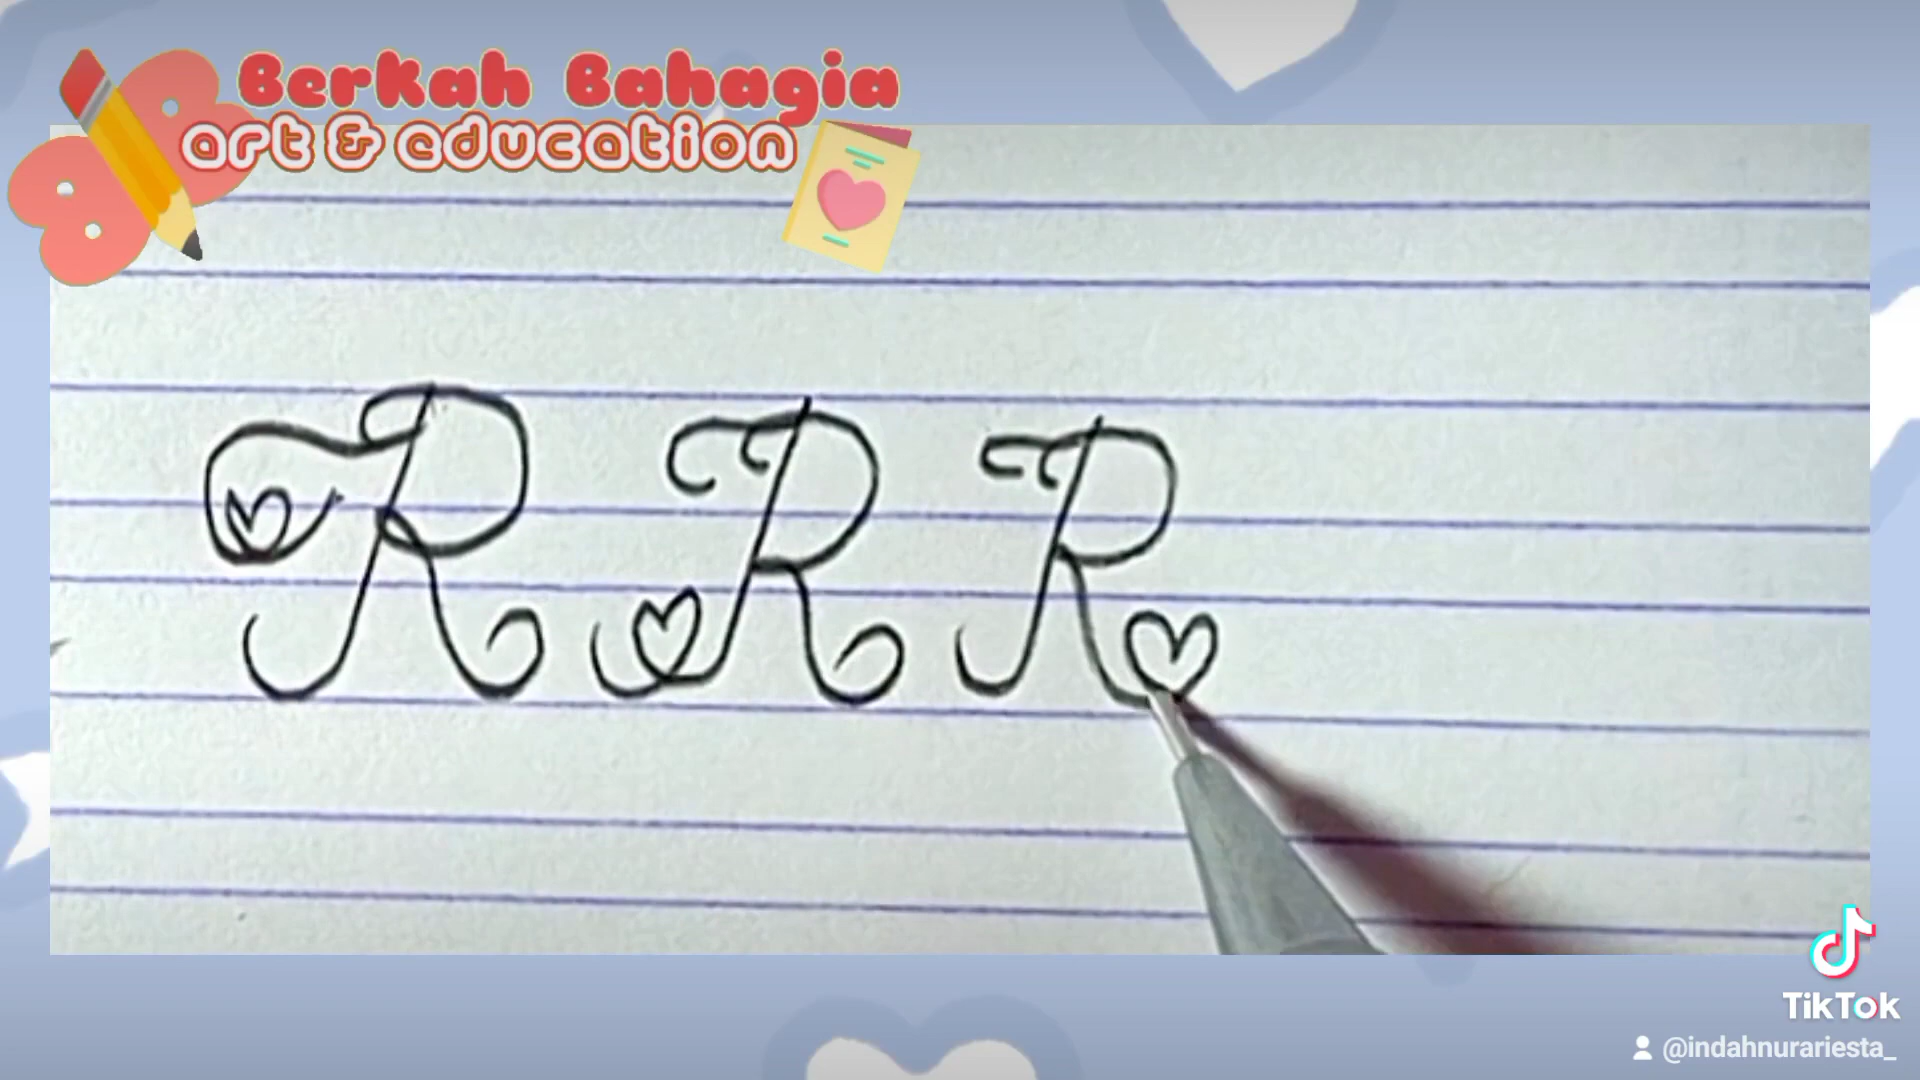 Berkah Bahagia
art & education
R R R
TikTok
@indahnurariesta_